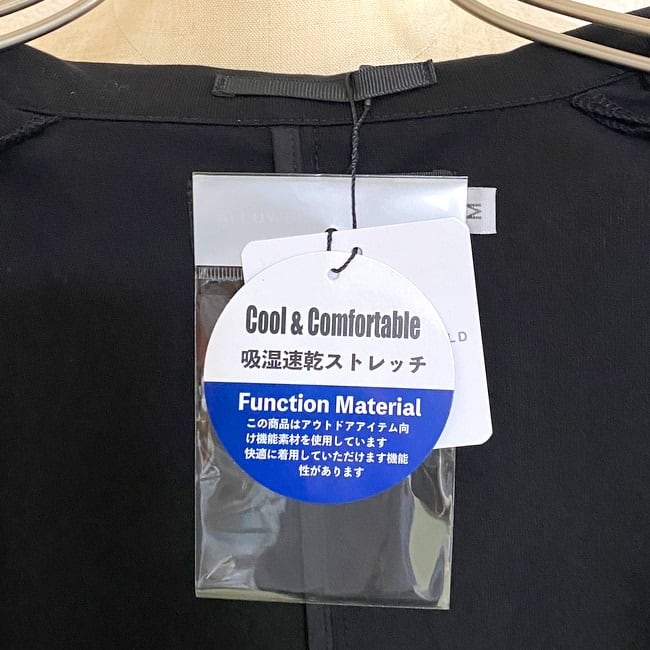 M
LD
Cool & Comfortable
吸湿速乾ストレッチ
Function Material
この商品はアウトドアアイテム向
け機能素材を使用しています
快適に着用していただけます機能
性があります